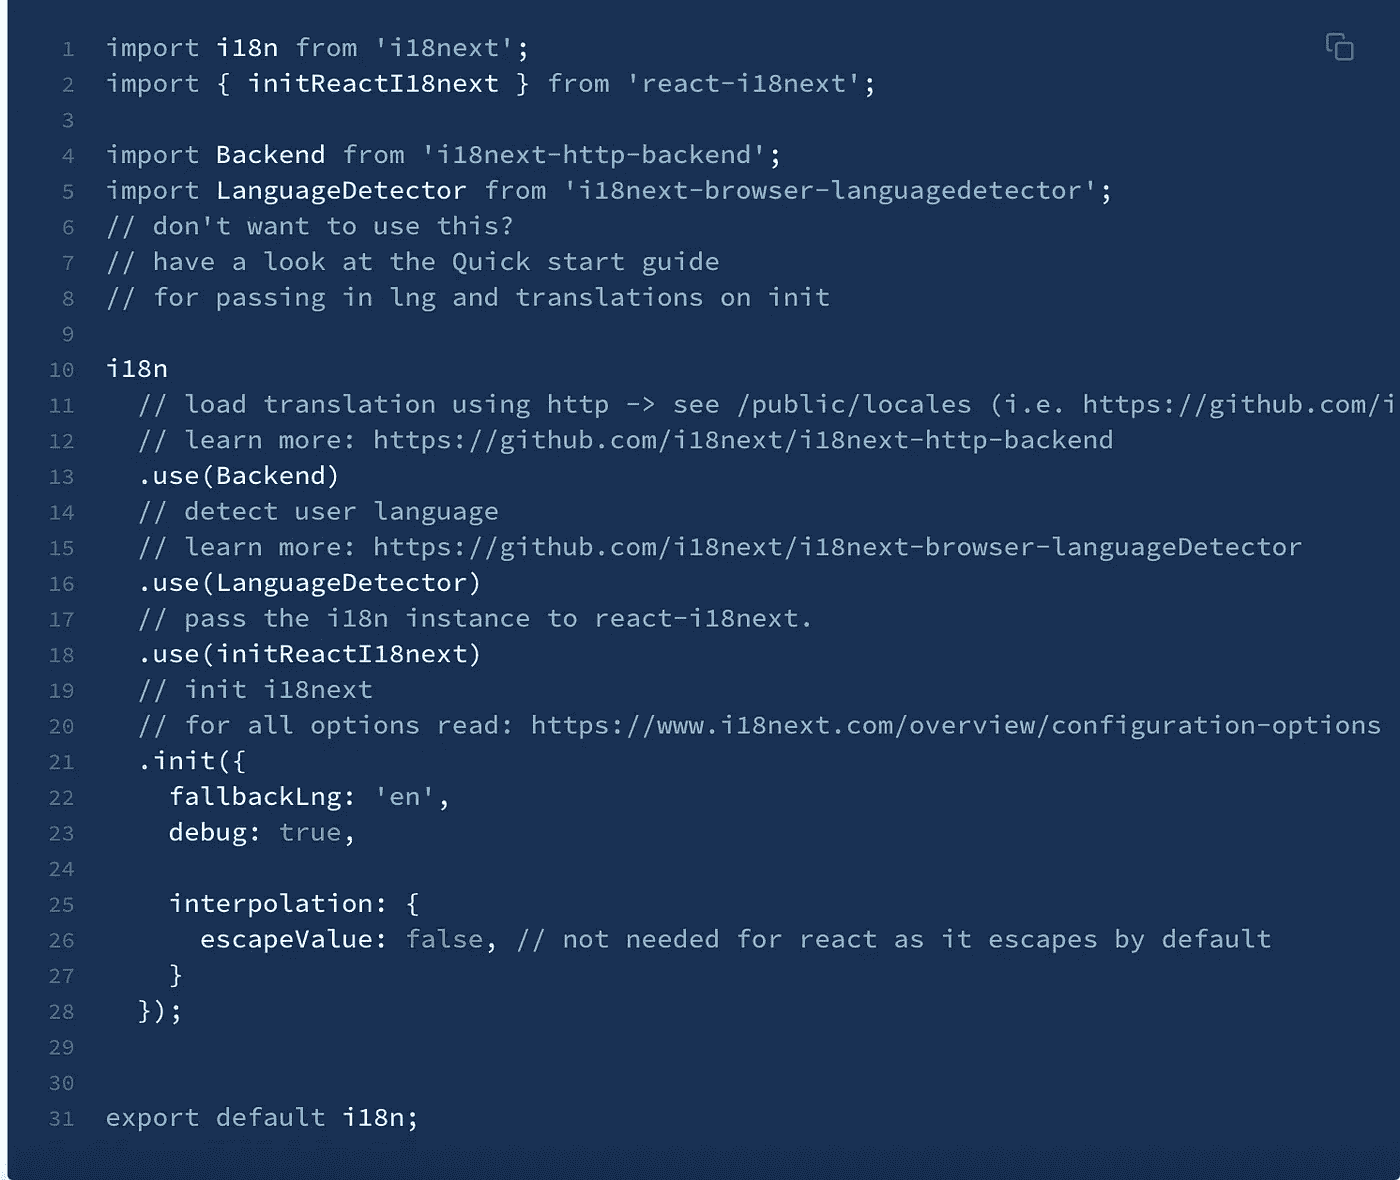 1 import i18n from 'i18next';
2 import { initReactI18next } from 'react-i18next';
3
4 import Backend from 'i18next-http-backend';
5 import LanguageDetector from 'i18next-browser-languagedetector';
6 // don't want to use this?
7 // have a look at the Quick start guide
8 // for passing in lng and translations on init
9
10 i18n
11   // load translation using http -> see /public/locales (i.e. https://github.com/i
12   // learn more: https://github.com/i18next/i18next-http-backend
13   .use(Backend)
14   // detect user language
15   // learn more: https://github.com/i18next/i18next-browser-languageDetector
16   .use(LanguageDetector)
17   // pass the i18n instance to react-i18next.
18   .use(initReactI18next)
19   // init i18next
20   // for all options read: https://www.i18next.com/overview/configuration-options
21   .init({
22     fallbackLng: 'en',
23     debug: true,
24
25     interpolation: {
26       escapeValue: false, // not needed for react as it escapes by default
27     }
28   });
29
30
31 export default i18n;